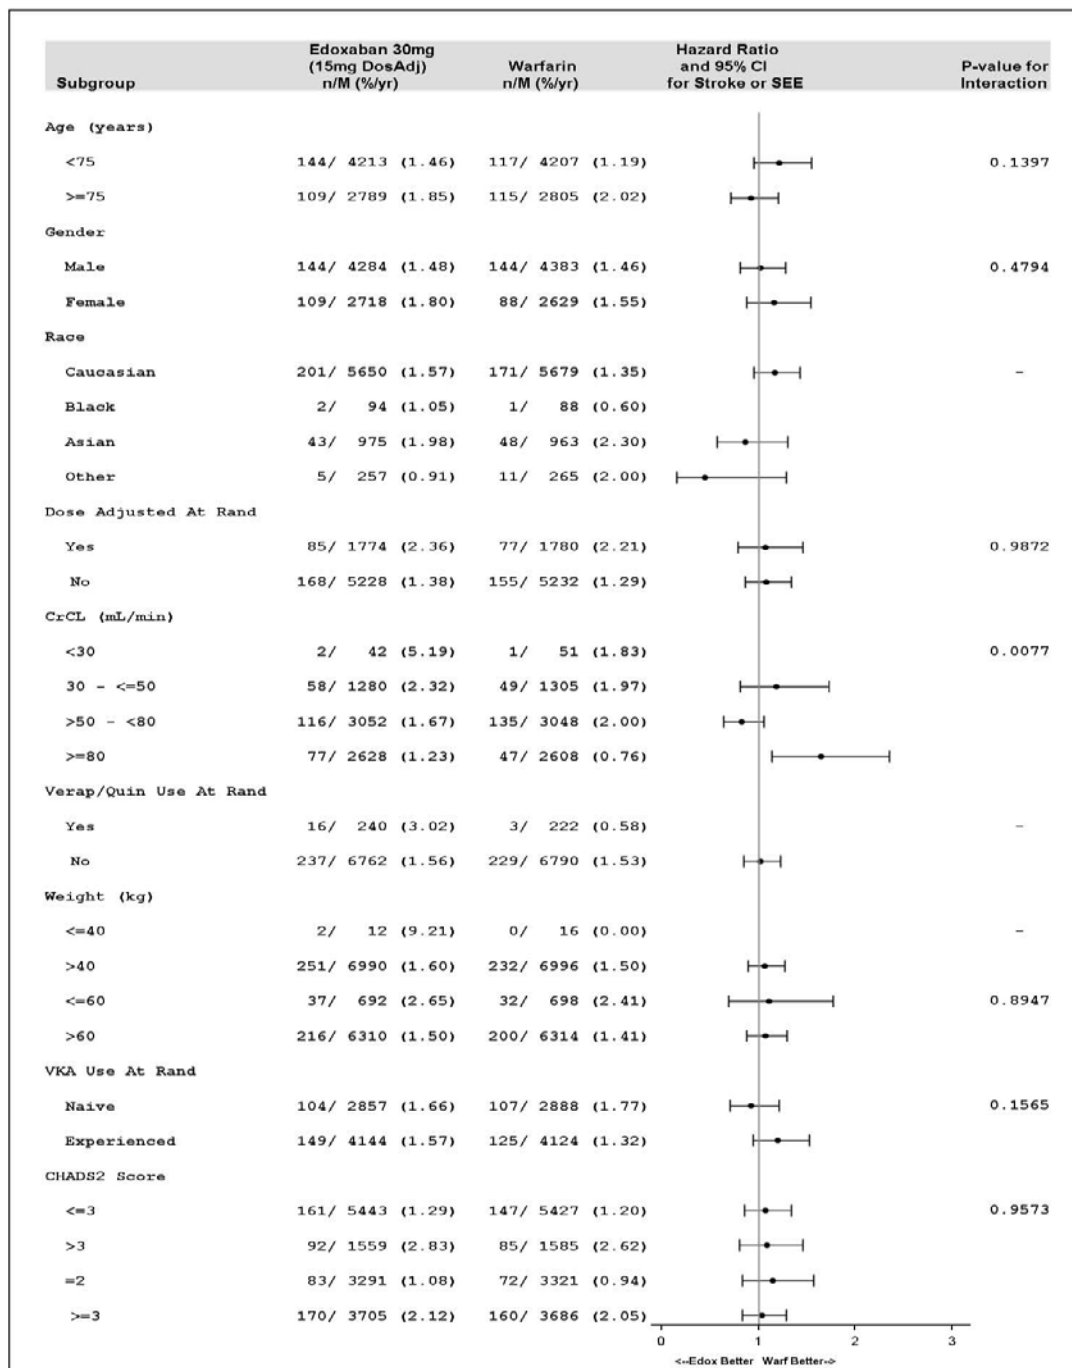 Edoxaban 30mg Hazard Ratio
(15mg DosAdj) Warfarin and 95% CI P-value for
Subgroup n/M (%/yr) n/M (%/yr) for Stroke or SEE Interaction
Age (years)
<75 144/ 4213 (1.46) 117/ 4207 (1.19) 0.1397
>=75 109/ 2789 (1.85) 115/ 2805 (2.02)
Gender
Male 144/ 4284 (1.48) 144/ 4383 (1.46) 0.4794
Female 109/ 2718 (1.80) 88/ 2629 (1.55)
Race
Caucasian 201/ 5650 (1.57) 171/ 5679 (1.35) –
Black 2/ 94 (1.05) 1/ 88 (0.60)
Asian 43/ 975 (1.98) 48/ 963 (2.30)
Other 5/ 257 (0.91) 11/ 265 (2.00)
Dose Adjusted At Rand
Yes 85/ 1774 (2.36) 77/ 1780 (2.21) 0.9872
No 168/ 5228 (1.38) 155/ 5232 (1.29)
CrCL (mL/min)
<30 2/ 42 (5.19) 1/ 51 (1.83) 0.0077
30 - <=50 58/ 1280 (2.32) 49/ 1305 (1.97)
>50 - <80 116/ 3052 (1.67) 135/ 3048 (2.00)
>=80 77/ 2628 (1.23) 47/ 2608 (0.76)
Verap/Quin Use At Rand
Yes 16/ 240 (3.02) 3/ 222 (0.58) –
No 237/ 6762 (1.56) 229/ 6790 (1.53)
Weight (kg)
<=40 2/ 12 (9.21) 0/ 16 (0.00) –
>40 251/ 6990 (1.60) 232/ 6996 (1.50)
<=60 37/ 692 (2.65) 32/ 698 (2.41) 0.8947
>60 216/ 6310 (1.50) 200/ 6314 (1.41)
VKA Use At Rand
Naive 104/ 2857 (1.66) 107/ 2888 (1.77) 0.1565
Experienced 149/ 4144 (1.57) 125/ 4124 (1.32)
CHADS2 Score
<=3 161/ 5443 (1.29) 147/ 5427 (1.20) 0.9573
>3 92/ 1559 (2.83) 85/ 1585 (2.62)
=2 83/ 3291 (1.08) 72/ 3321 (0.94)
>=3 170/ 3705 (2.12) 160/ 3686 (2.05)
0 1 2 3
<--Edox Better Warf Better-->